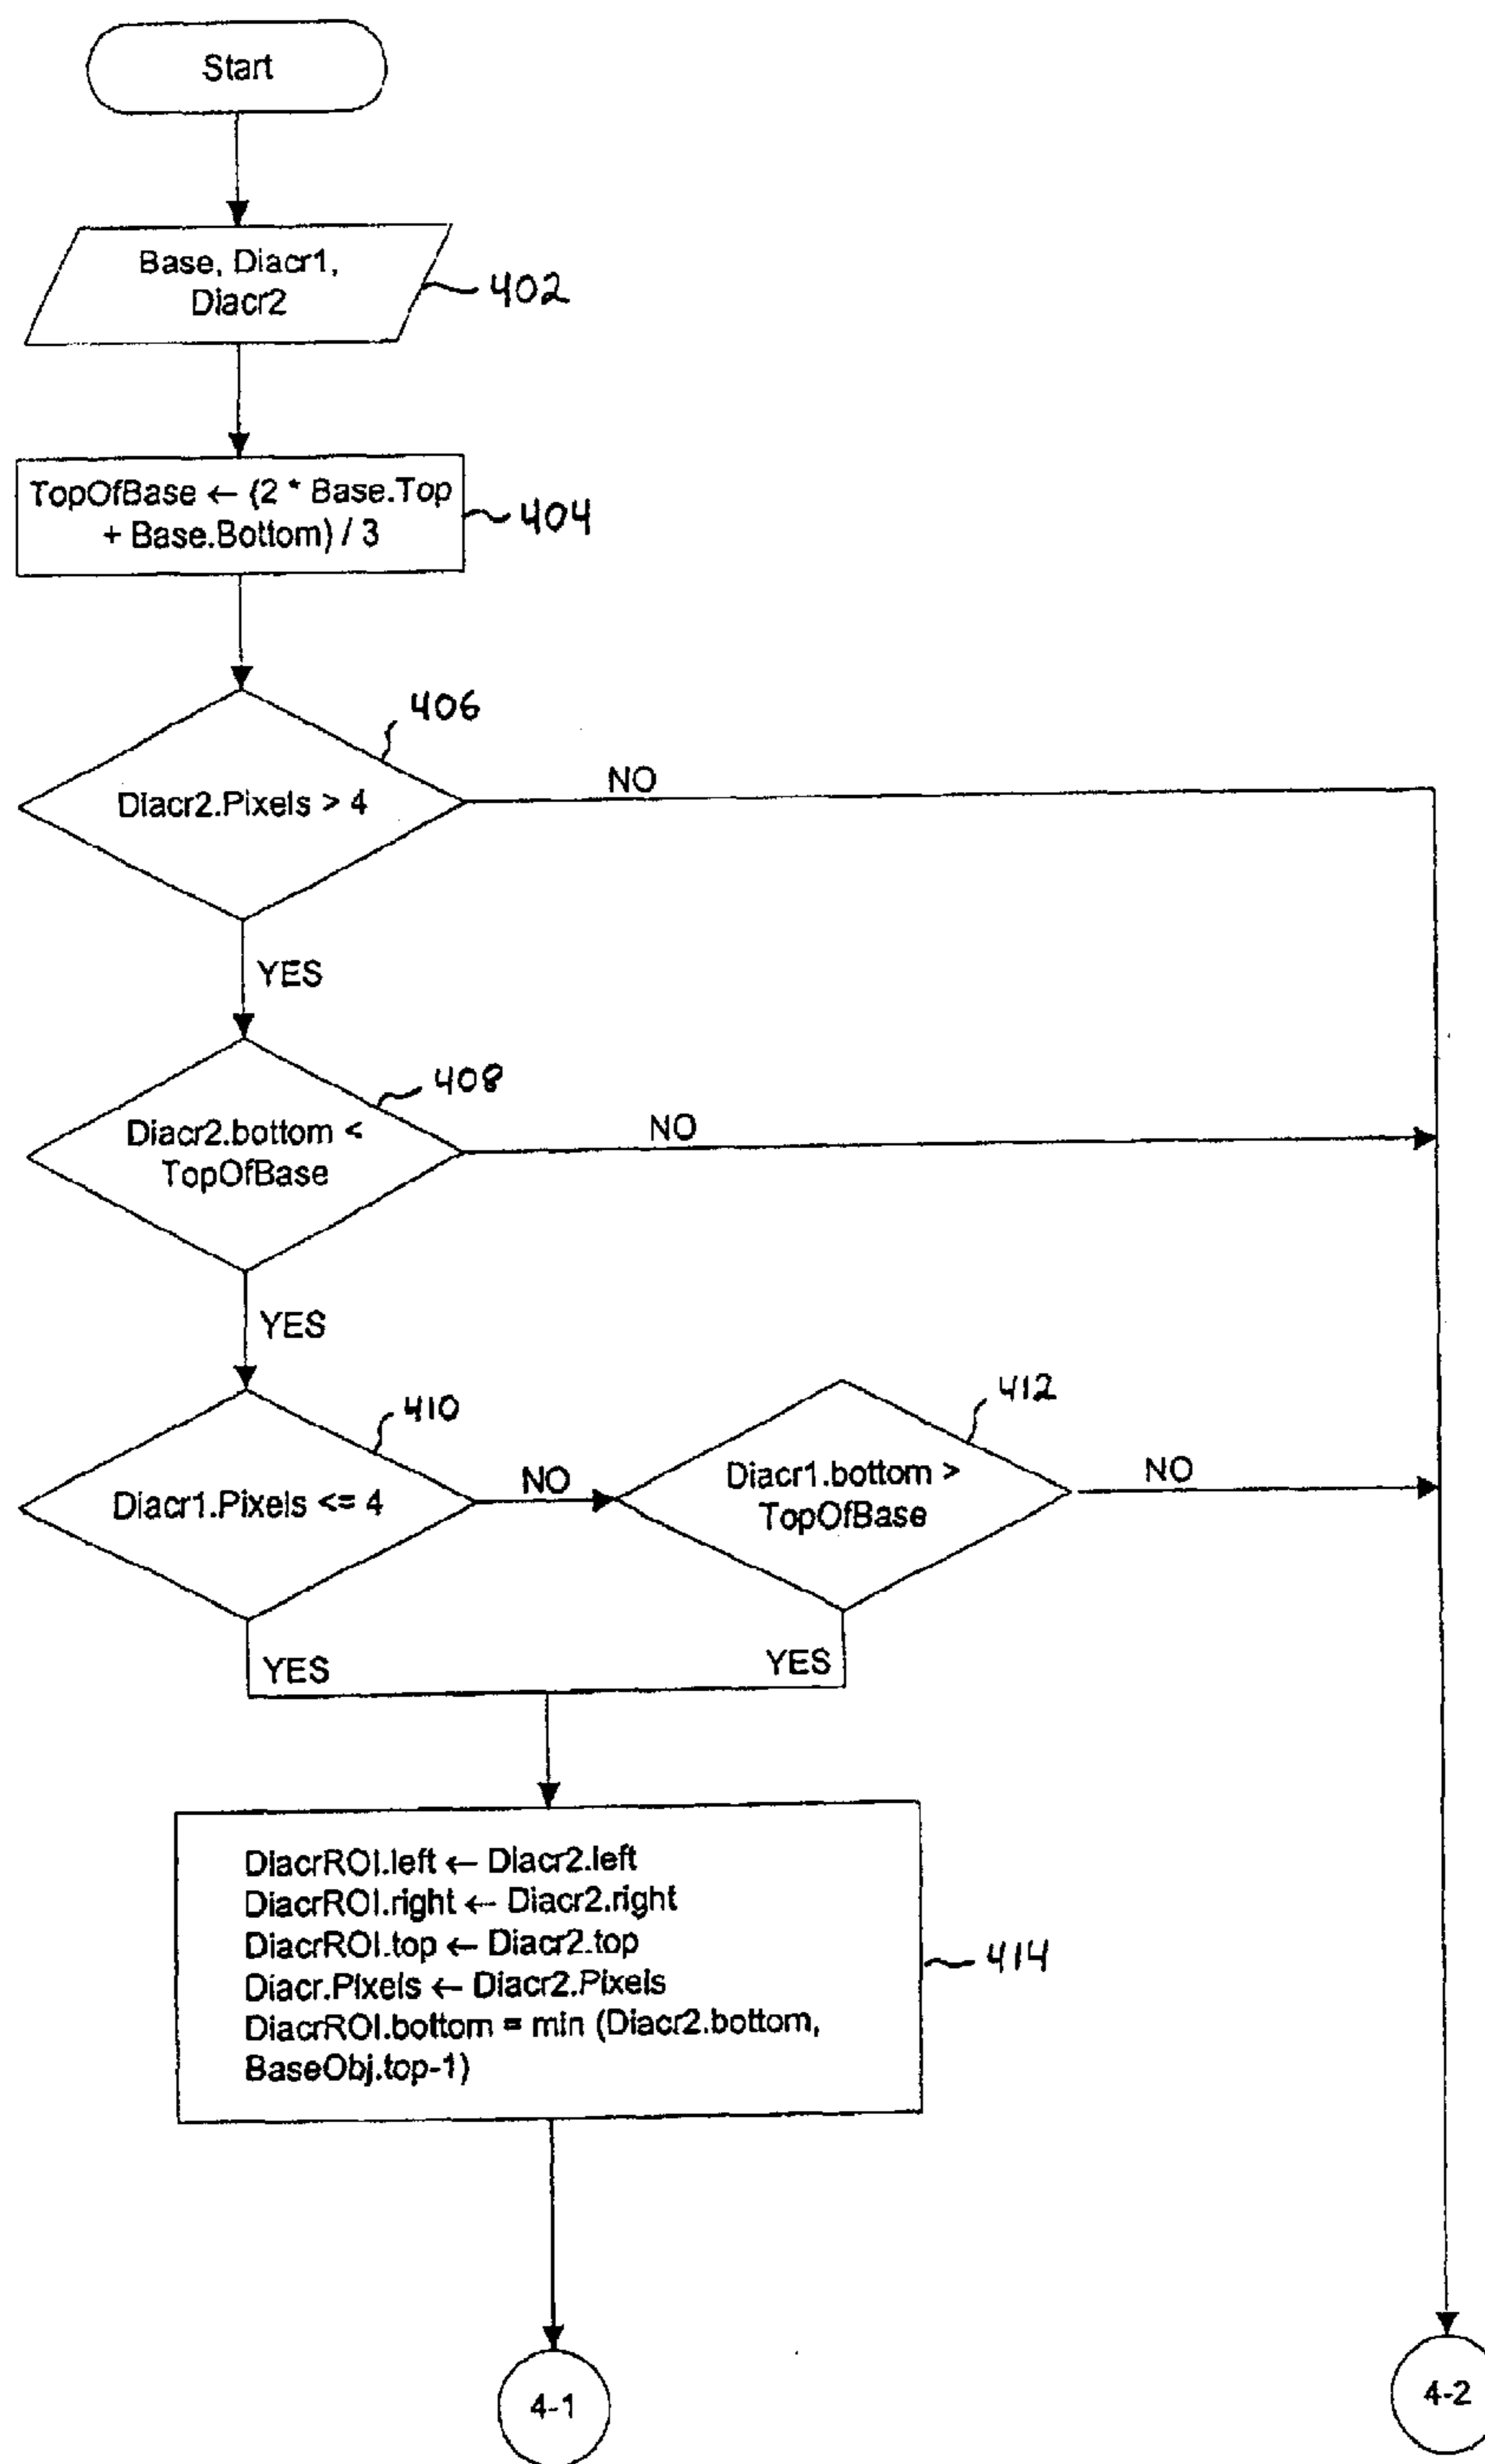 Start
Base, Diacr1,
Diacr2
402
TopOfBase ← (2 * Base.Top
+ Base.Bottom) / 3
404
406
Diacr2.Pixels > 4
NO
YES
408
Diacr2.bottom <
TopOfBase
NO
YES
410
Diacr1.Pixels <= 4
NO
412
Diacr1.bottom >
TopOfBase
NO
YES
YES
DiacrROI.left ← Diacr2.left
DiacrROI.right ← Diacr2.right
DiacrROI.top ← Diacr2.top
Diacr.Pixels ← Diacr2.Pixels
DiacrROI.bottom = min (Diacr2.bottom,
BaseObj.top-1)
414
4-1
4-2